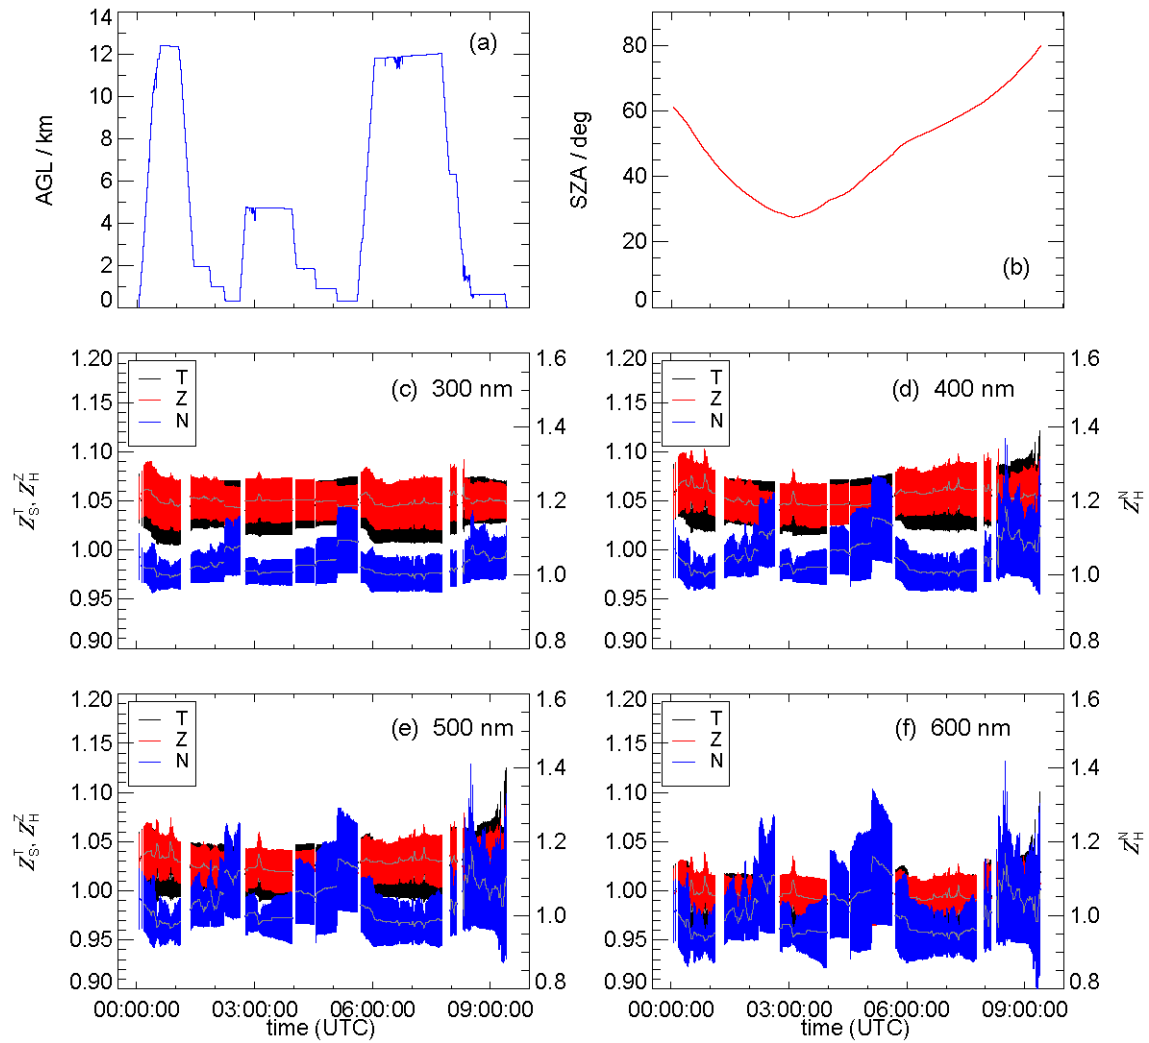 14
12
10
8
6
4
2
0
AGL / km
(a)
80
60
40
20
0
SZA / deg
(b)
1.20
1.15
1.10
1.05
1.00
0.95
0.90
Z_S^T, Z_H^Z
T
Z
N
(c) 300 nm
1.6
1.4
1.2
1.0
0.8
1.20
1.15
1.10
1.05
1.00
0.95
0.90
T
Z
N
(d) 400 nm
1.6
1.4
1.2
1.0
0.8
Z_H^N
1.20
1.15
1.10
1.05
1.00
0.95
0.90
Z_S^T, Z_H^Z
T
Z
N
(e) 500 nm
1.6
1.4
1.2
1.0
0.8
00:00:00 03:00:00 06:00:00 09:00:00
time (UTC)
1.20
1.15
1.10
1.05
1.00
0.95
0.90
T
Z
N
(f) 600 nm
1.6
1.4
1.2
1.0
0.8
Z_H^N
00:00:00 03:00:00 06:00:00 09:00:00
time (UTC)